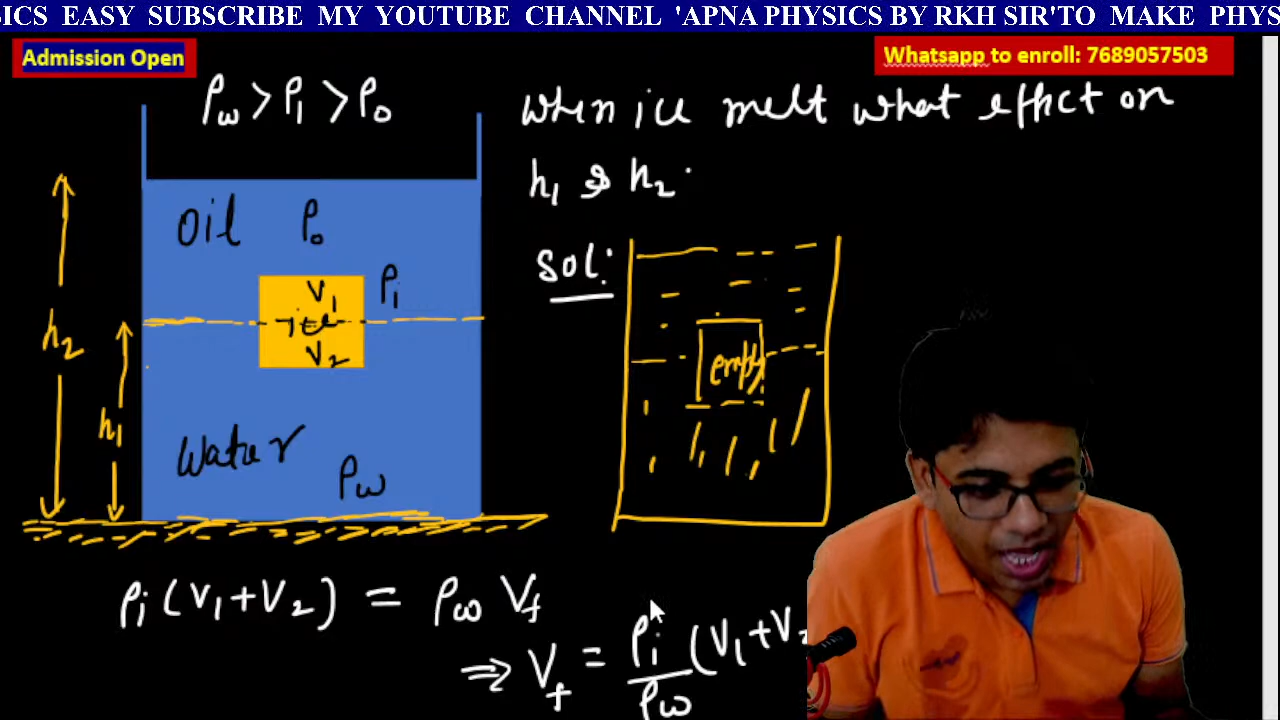 ICS EASY SUBSCRIBE MY YOUTUBE CHANNEL 'APNA PHYSICS BY RKH SIR'TO MAKE PHYS
Admission Open
Whatsapp to enroll: 7689057503
ρw > ρi > ρo
when ice melt what effect on
h1 & h2.
Oil ρo
V1
ρi
ice
V2
h2
h1
Water
ρw
Sol:
empty
ρi (V1+V2) = ρw Vf
⇒ Vf = ρi/ρw (V1+V2